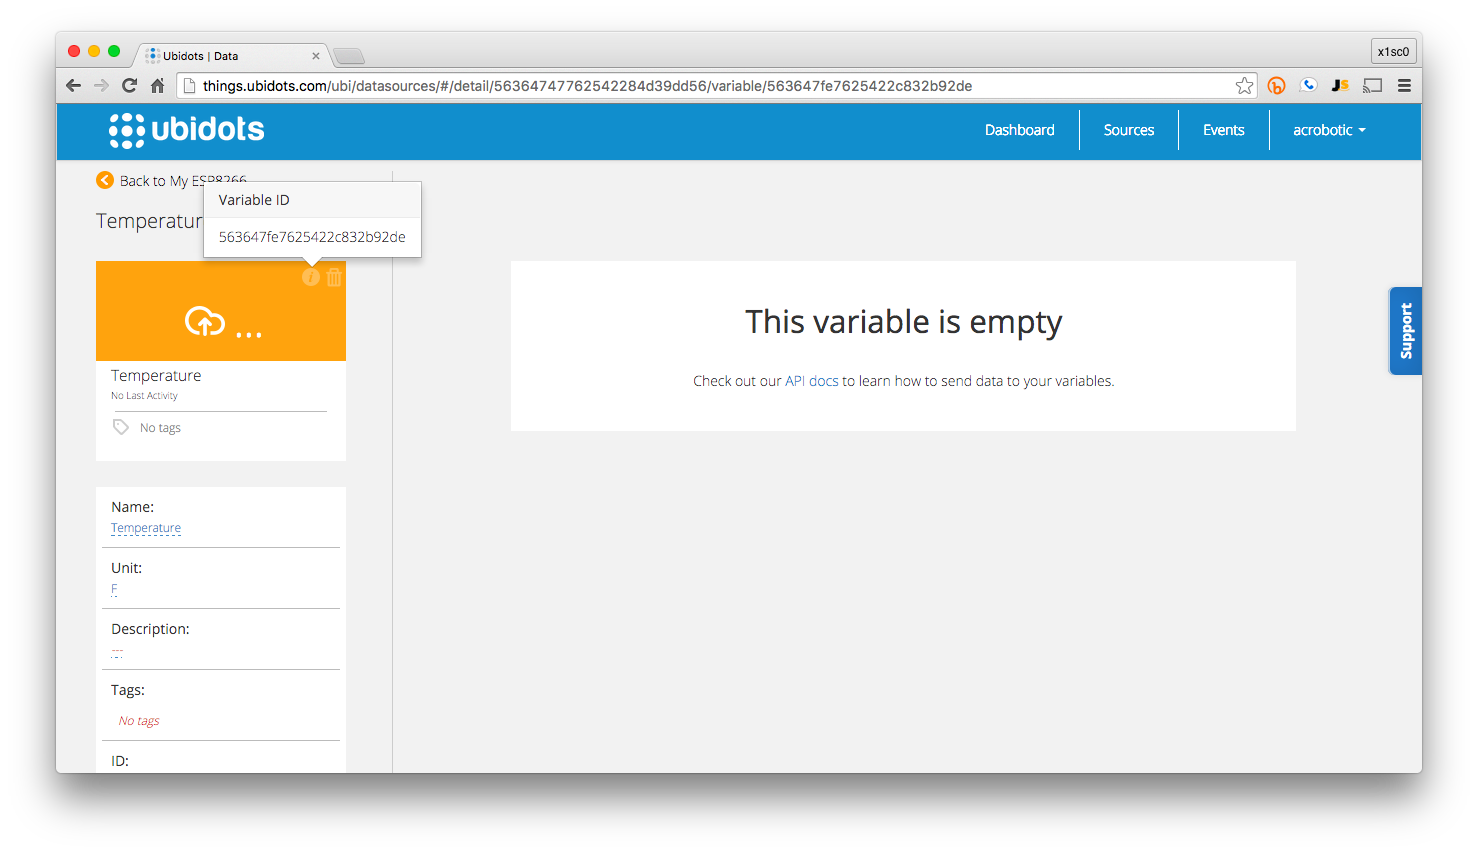 Ubidots | Data
x1sc0
things.ubidots.com/ubi/datasources/#/detail/56364747762542284d39dd56/variable/563647fe7625422c832b92de
JS
ubidots
Dashboard
Sources
Events
acrobotic
Back to My ESP8266
Variable ID
Temperatur
563647fe7625422c832b92de
...
This variable is empty
Check out our API docs to learn how to send data to your variables.
Support
Temperature
No Last Activity
No tags
Name:
Temperature
Unit:
F
Description:
---
Tags:
No tags
ID: